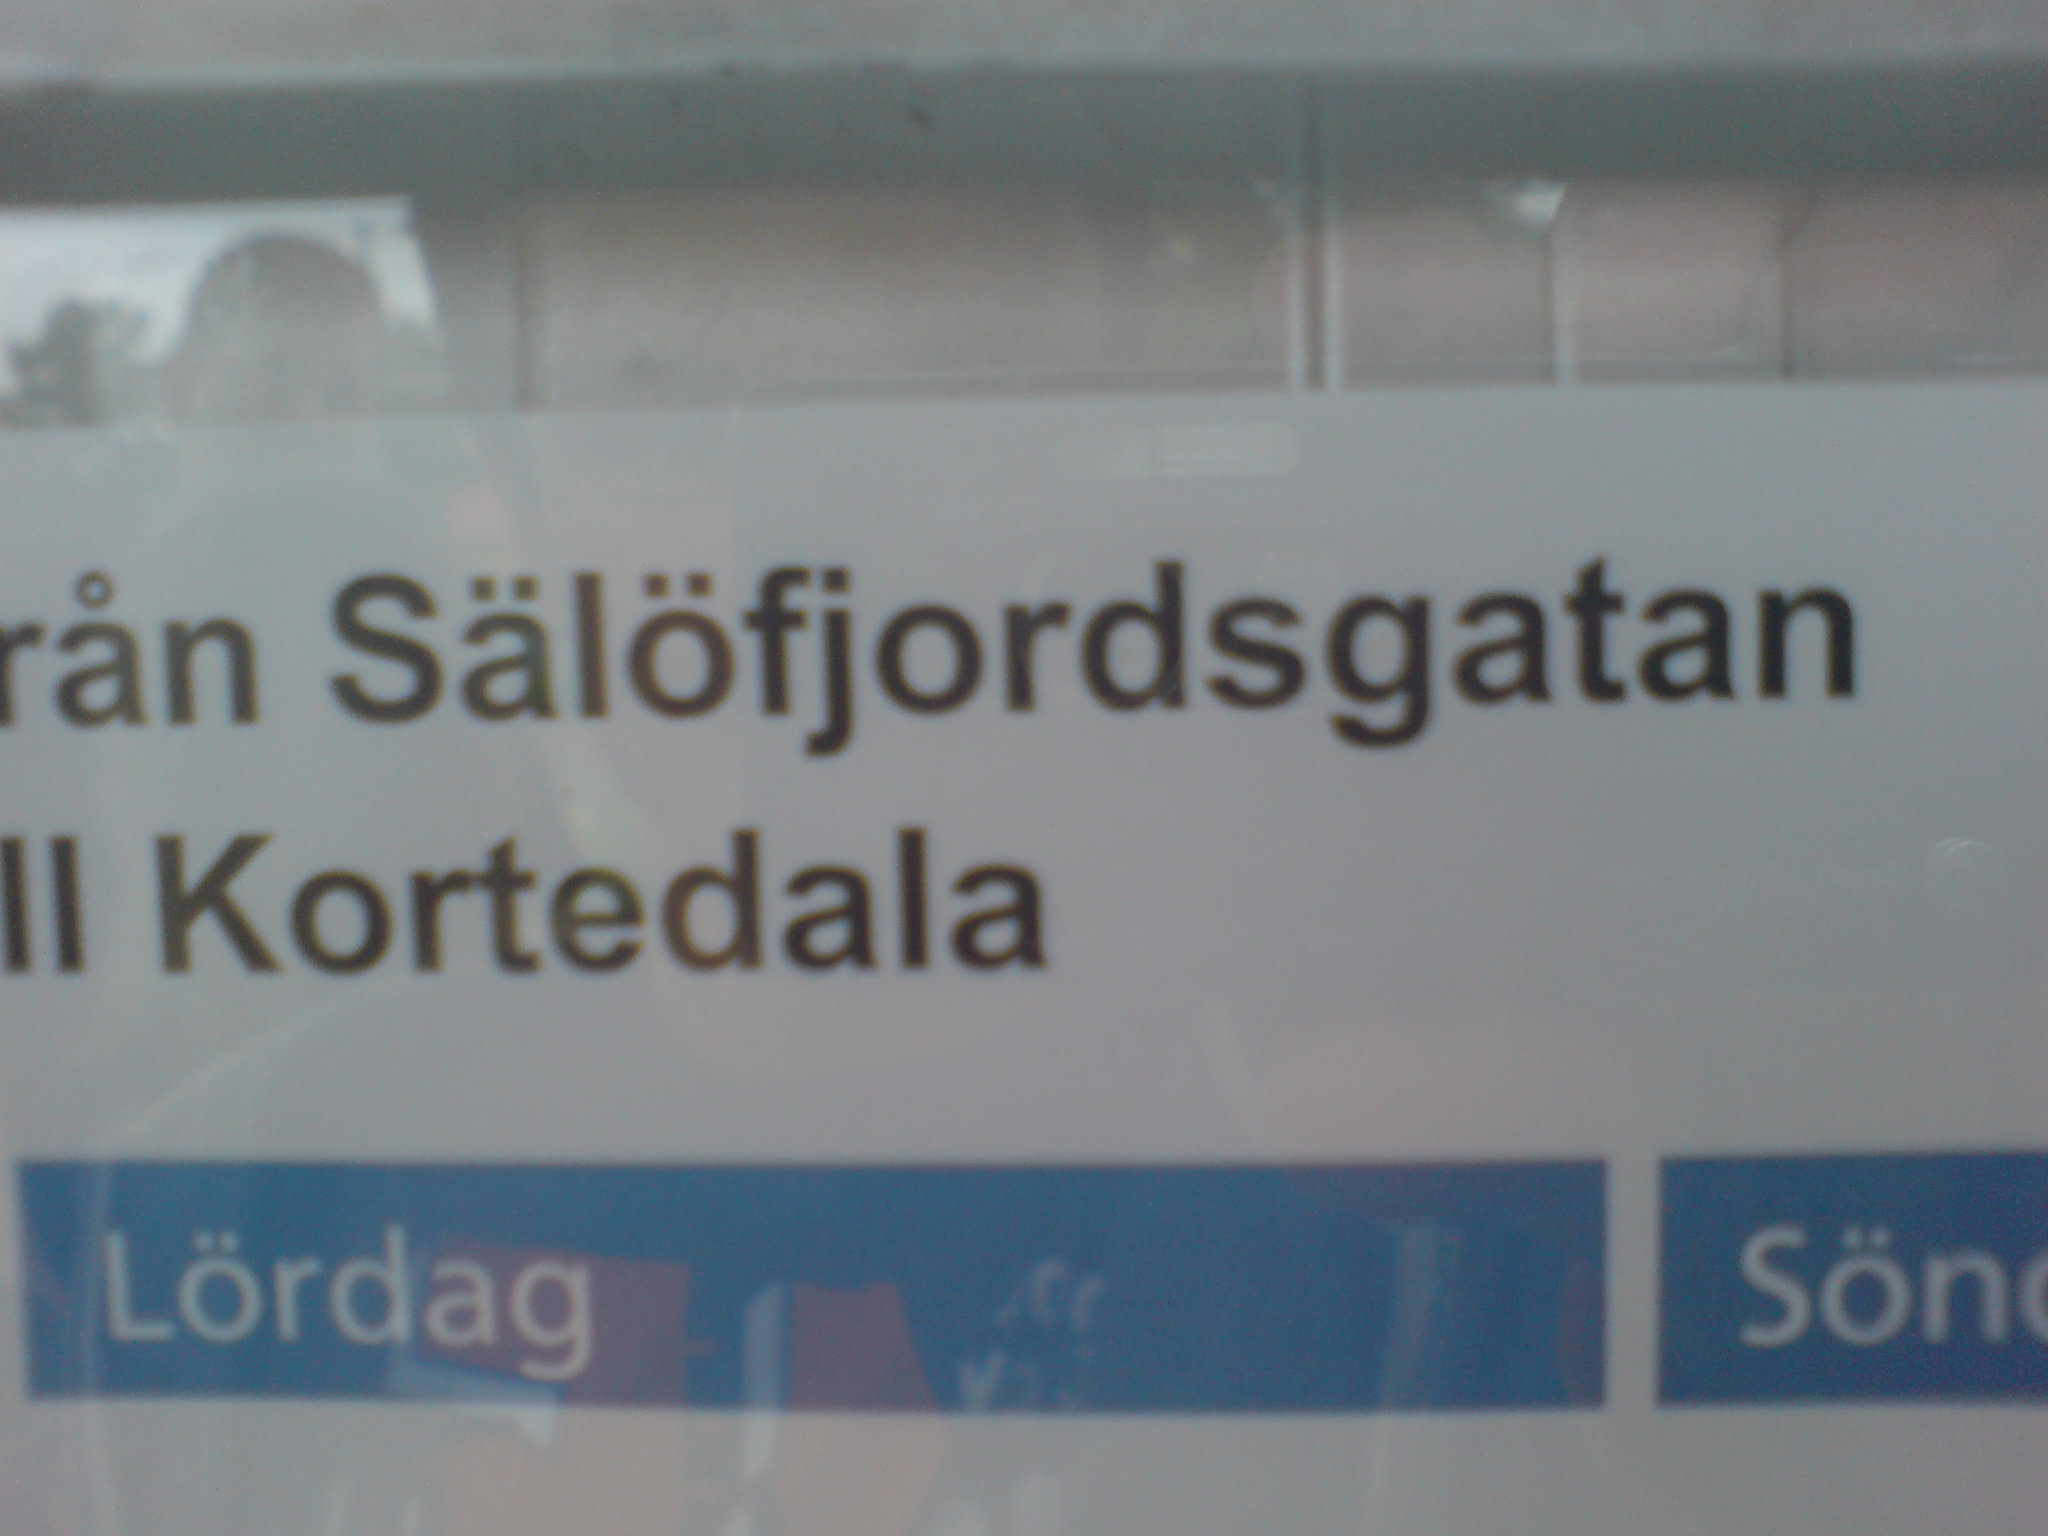 rån Sälöfjordsgatan
ll Kortedala
Lördag Sön